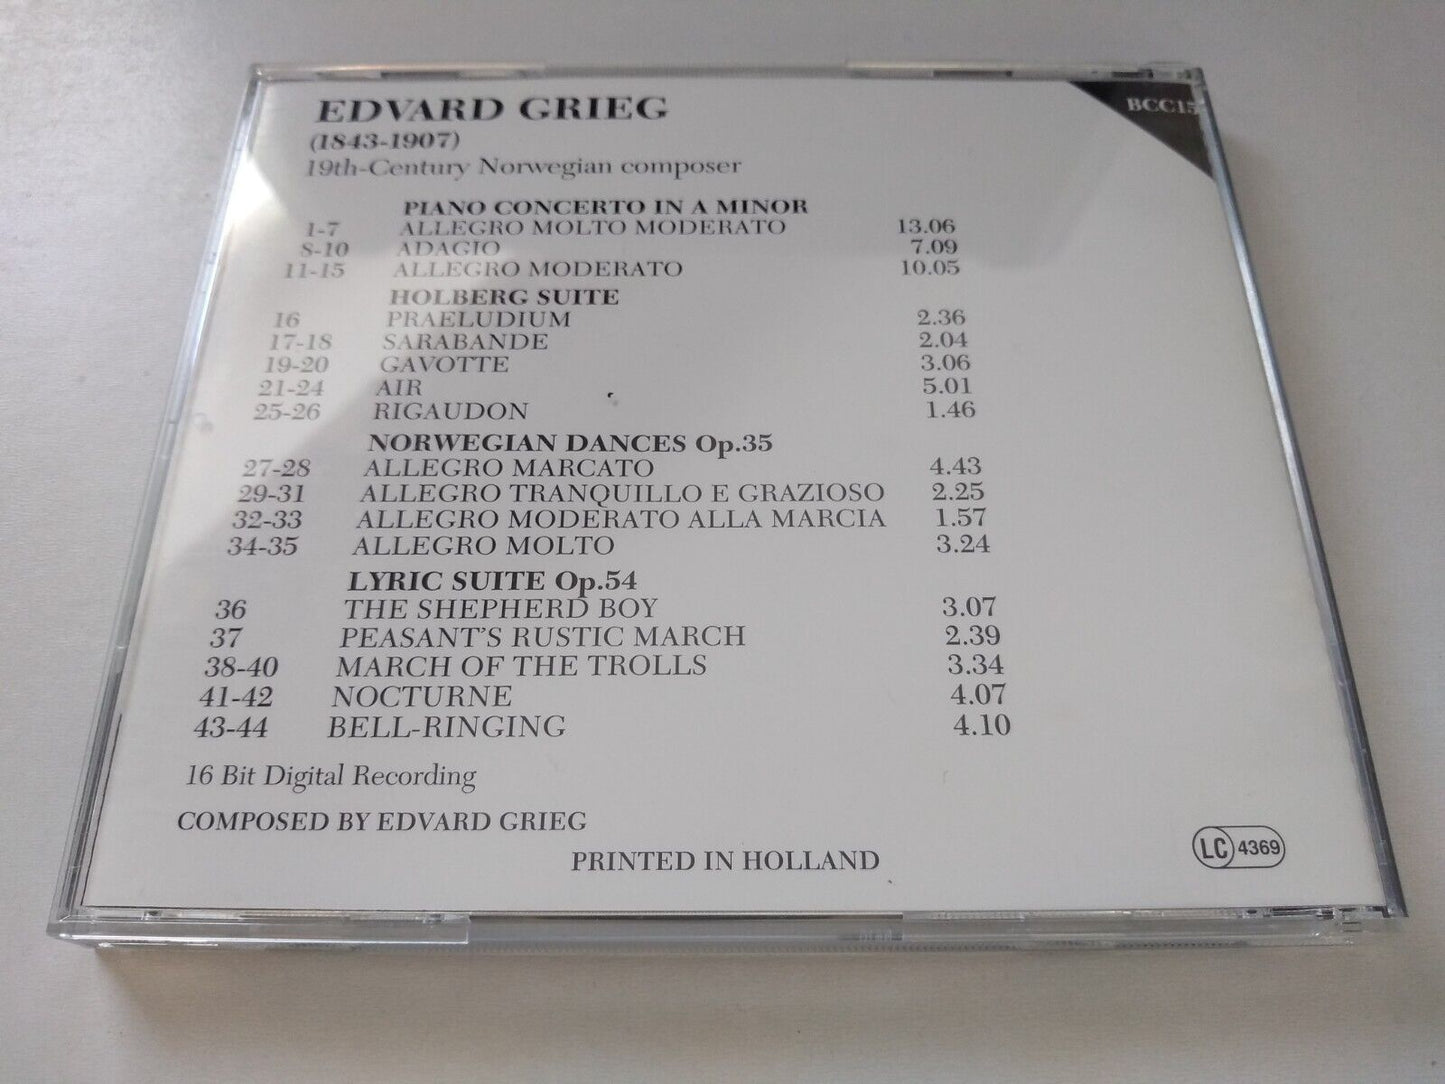 EDVARD GRIEG
BCC15
(1843-1907)
19th-Century Norwegian composer
PIANO CONCERTO IN A MINOR
1-7 ALLEGRO MOLTO MODERATO 13.06
8-10 ADAGIO 7.09
11-15 ALLEGRO MODERATO 10.05
HOLBERG SUITE
16 PRAELUDIUM 2.36
17-18 SARABANDE 2.04
19-20 GAVOTTE 3.06
21-24 AIR 5.01
25-26 RIGAUDON 1.46
NORWEGIAN DANCES Op.35
27-28 ALLEGRO MARCATO 4.43
29-31 ALLEGRO TRANQUILLO E GRAZIOSO 2.25
32-33 ALLEGRO MODERATO ALLA MARCIA 1.57
34-35 ALLEGRO MOLTO 3.24
LYRIC SUITE Op.54
36 THE SHEPHERD BOY 3.07
37 PEASANT'S RUSTIC MARCH 2.39
38-40 MARCH OF THE TROLLS 3.34
41-42 NOCTURNE 4.07
43-44 BELL-RINGING 4.10
16 Bit Digital Recording
COMPOSED BY EDVARD GRIEG
PRINTED IN HOLLAND
LC 4369